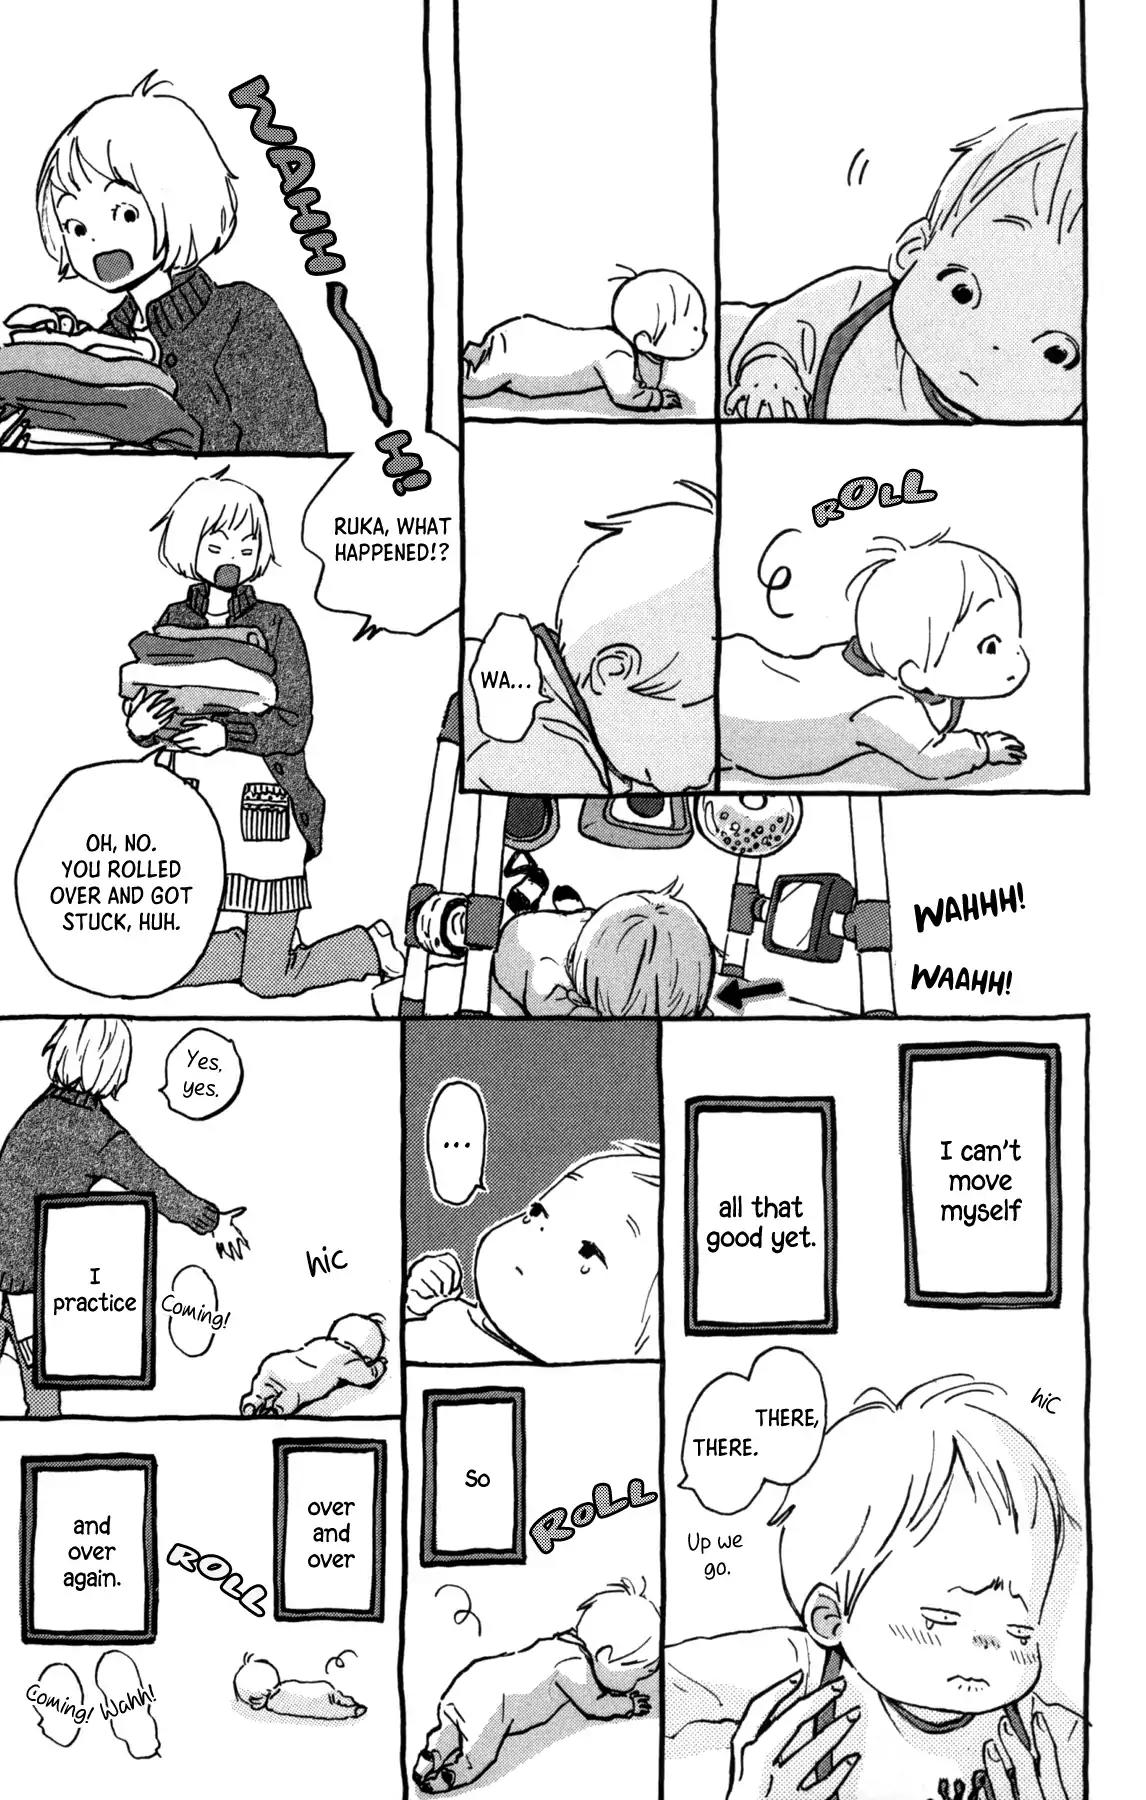 ROLL
WA...
WAHH
H!
RUKA, WHAT
HAPPENED!?
OH, NO.
YOU ROLLED
OVER AND GOT
STUCK, HUH.
WAHHH!
WAAHH!
I can't
move
myself
all that
good yet.
hic
THERE,
THERE.
Up we
go.
...
So
ROLL
Yes,
yes.
I
practice
Coming!
hic
over
and
over
ROLL
and
over
again.
Wahh!
Coming!